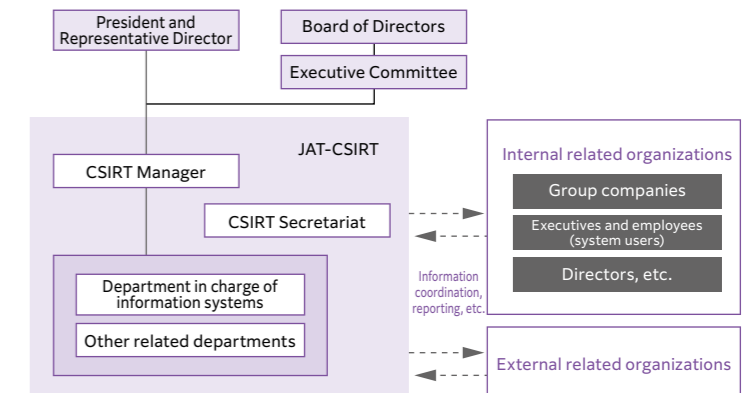 President and
Representative Director
Board of Directors
Executive Committee
JAT-CSIRT
CSIRT Manager
CSIRT Secretariat
Department in charge of
information systems
Other related departments
Information
coordination,
reporting, etc.
Internal related organizations
Group companies
Executives and employees
(system users)
Directors, etc.
External related organizations